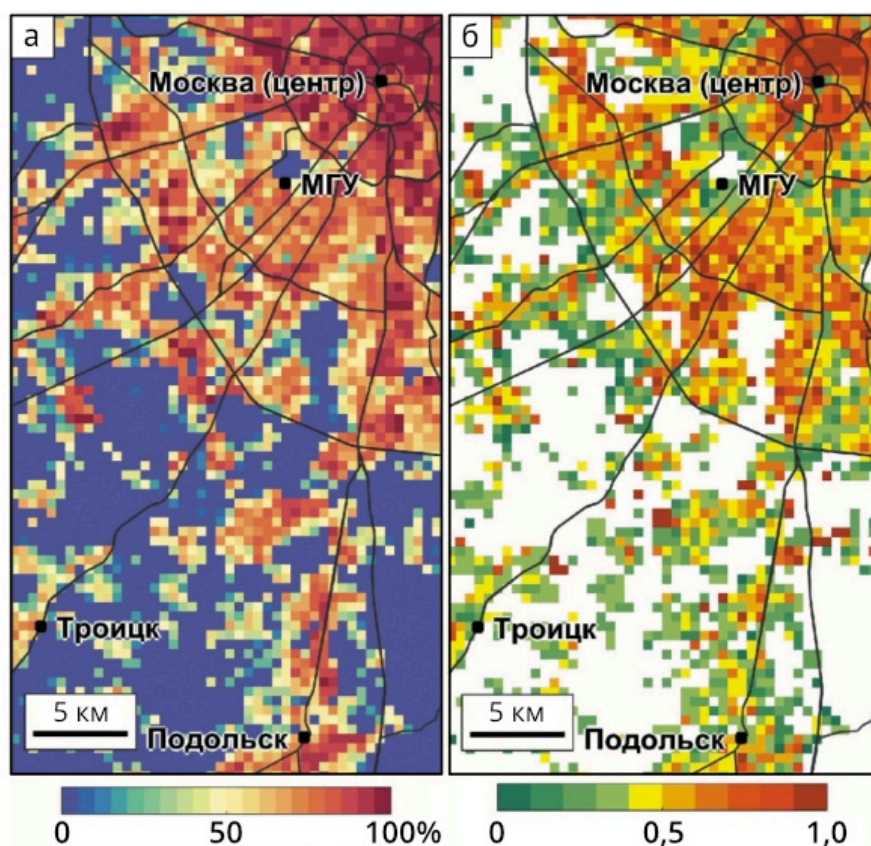 а
Москва (центр)
МГУ
Троицк
5 км
Подольск
0 50 100%
б
Москва (центр)
МГУ
Троицк
5 км
Подольск
0 0,5 1,0